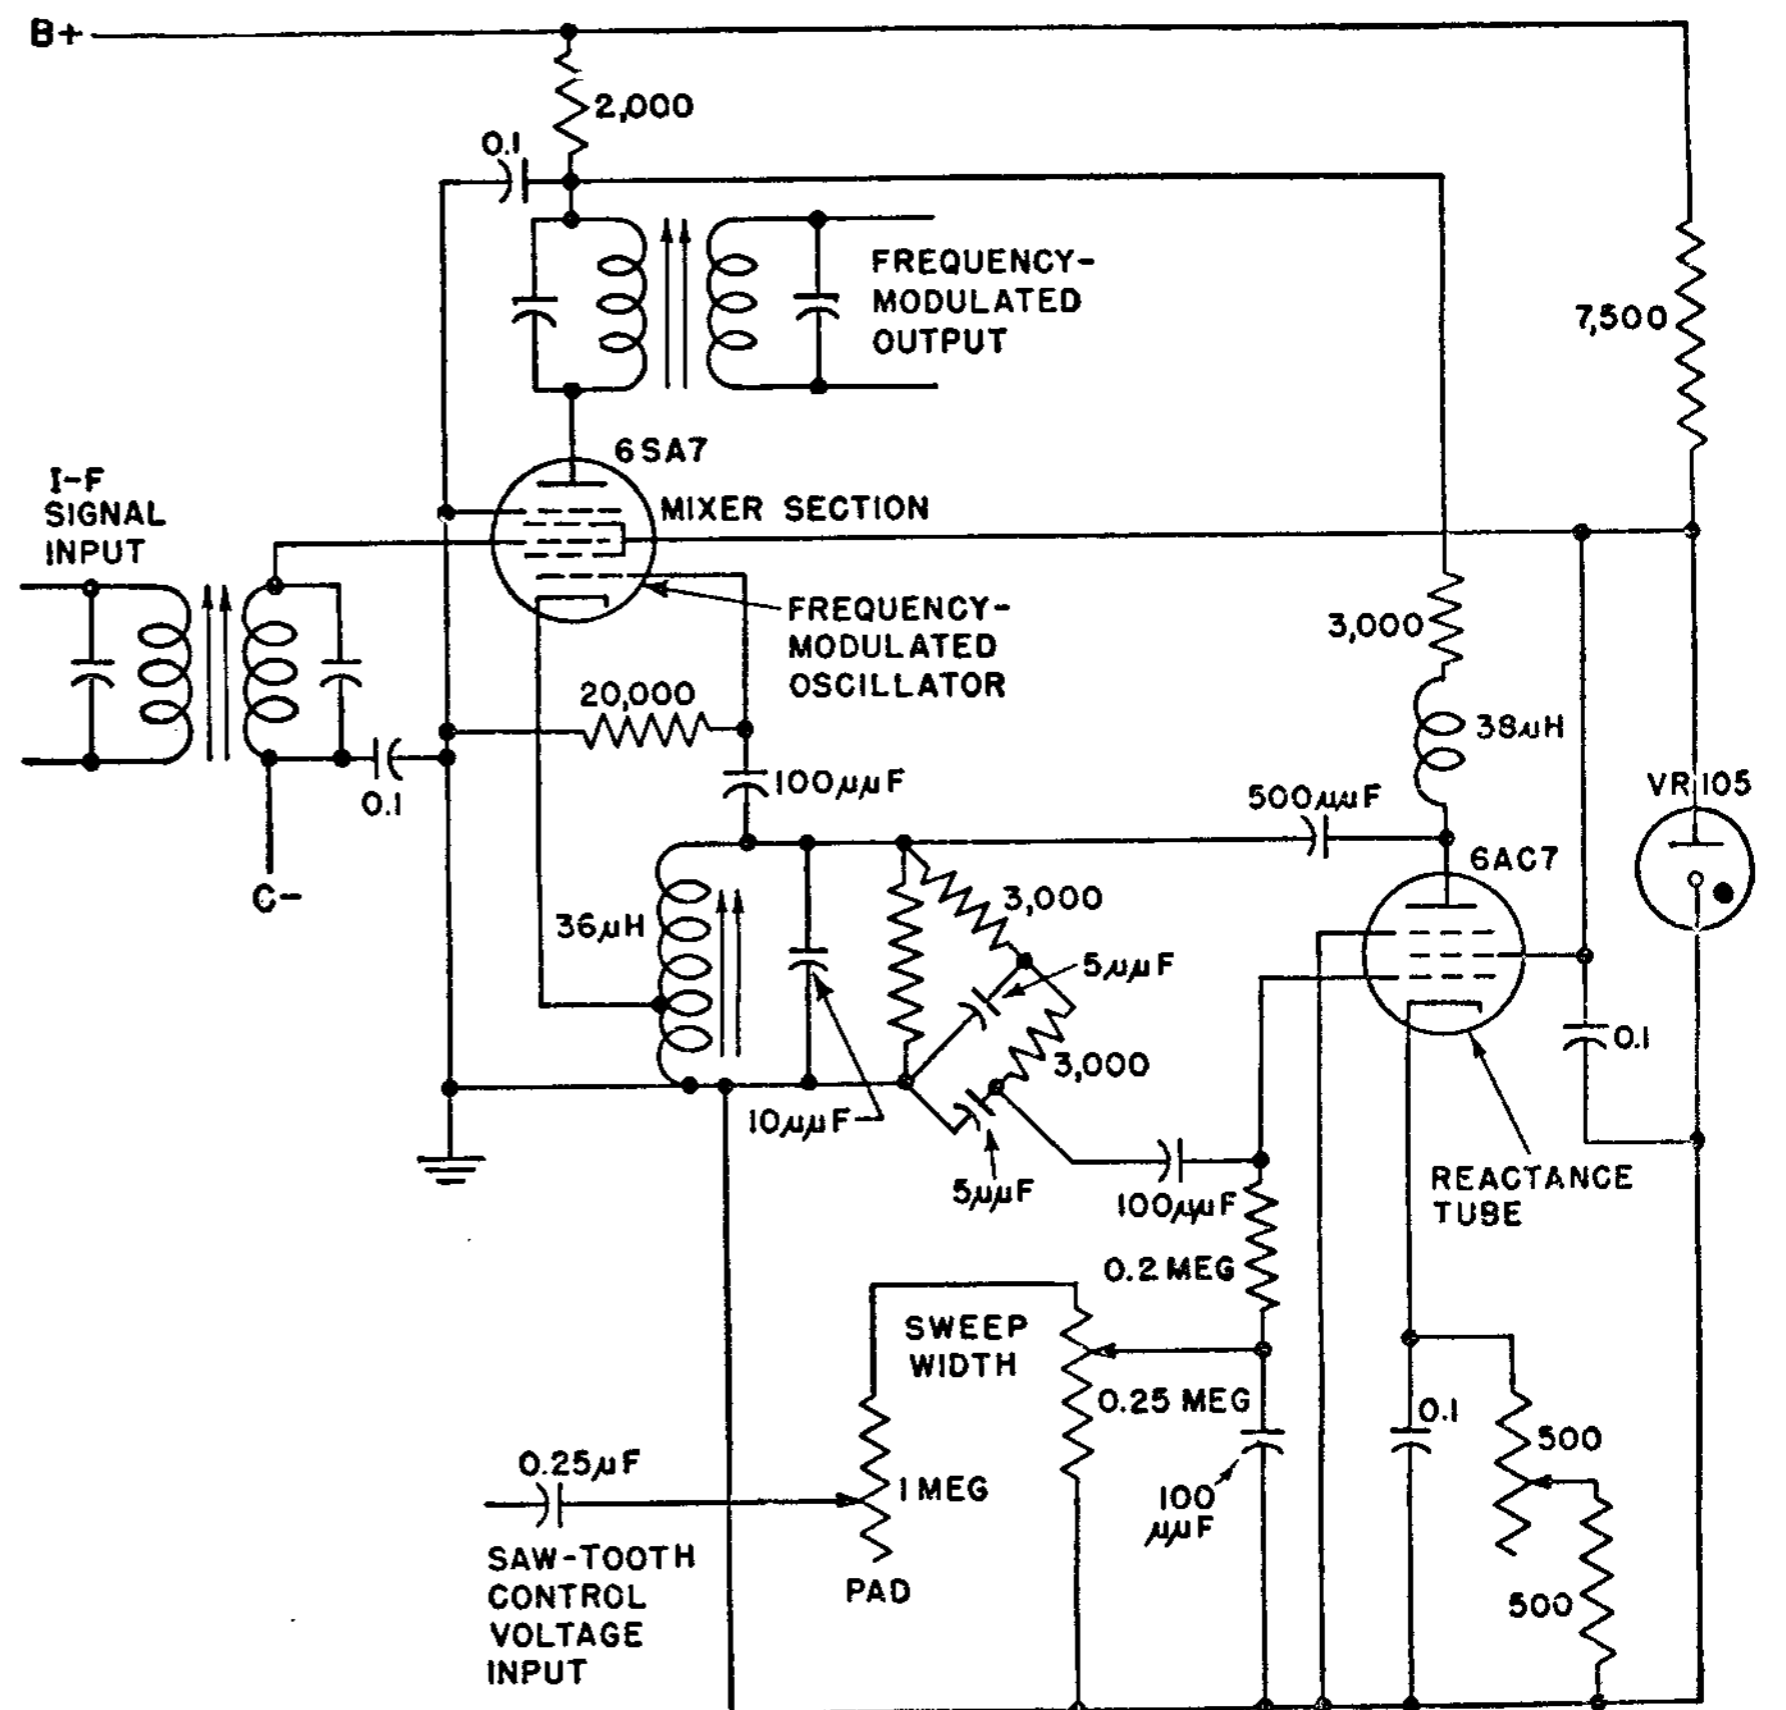 B+
2,000
0.1
FREQUENCY-
MODULATED
OUTPUT
7,500
6SA7
I-F
SIGNAL
INPUT
MIXER SECTION
FREQUENCY-
MODULATED
OSCILLATOR
3,000
20,000
38µH
100µµF
0.1
500µµF
VR105
C-
6AC7
36µH
3,000
5µµF
3,000
0.1
10µµF
5µµF
100µµF
REACTANCE
TUBE
0.2 MEG
SWEEP
WIDTH
0.25 MEG
0.1
500
0.25µF
1 MEG
100
µµF
SAW-TOOTH
CONTROL
VOLTAGE
INPUT
PAD
500